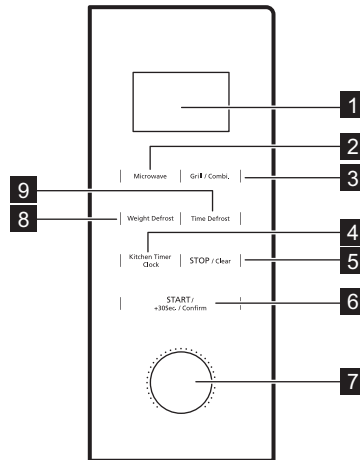 1
2
Microwave
Grill / Combi.
3
9
8
Weight Defrost
Time Defrost
4
Kitchen Timer
Clock
STOP / Clear
5
START /
+30Sec. / Confirm
6
7